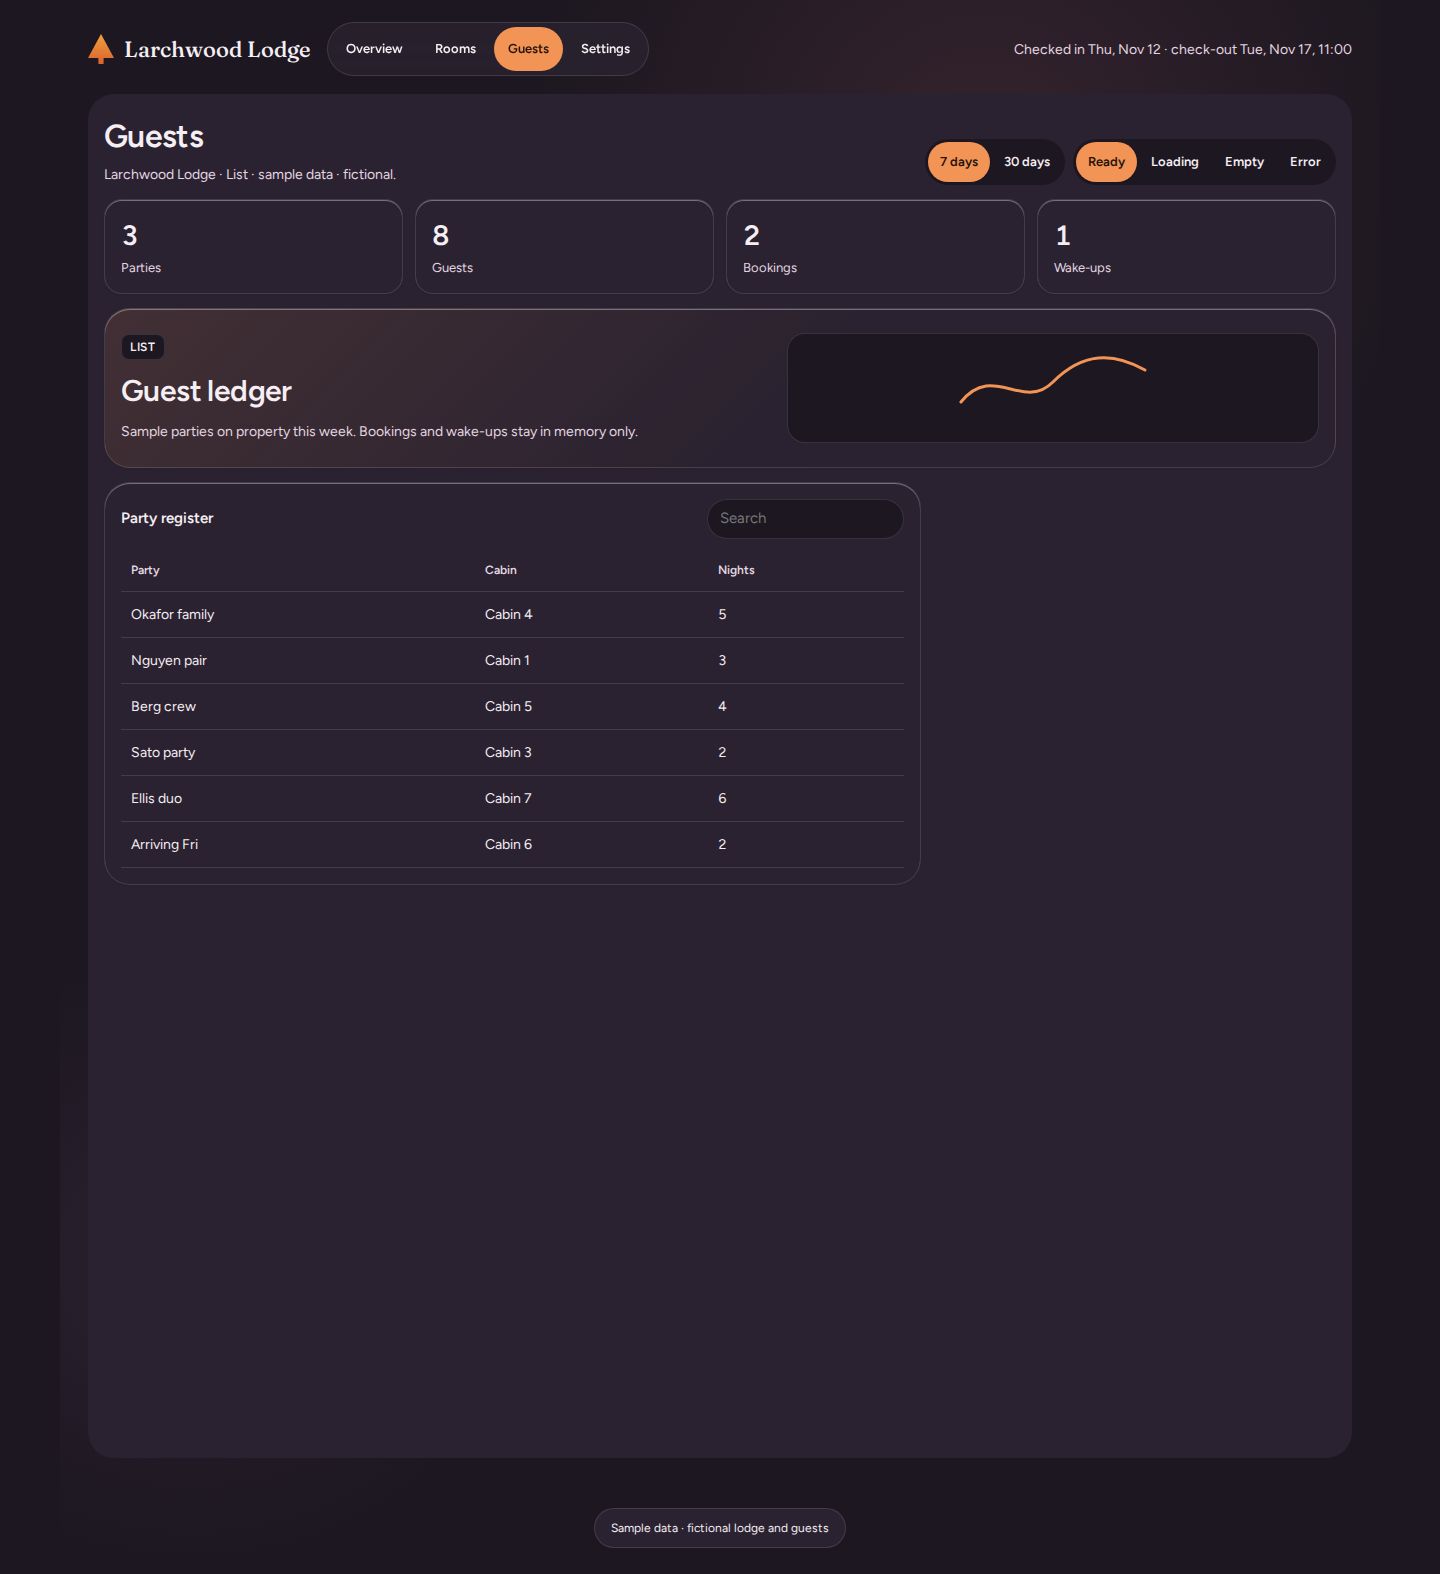 Larchwood Lodge
Overview
Rooms
Guests
Settings
Checked in Thu, Nov 12 · check-out Tue, Nov 17, 11:00
Guests
Larchwood Lodge · List · sample data · fictional.
7 days
30 days
Ready
Loading
Empty
Error
3
Parties
8
Guests
2
Bookings
1
Wake-ups
LIST
Guest ledger
Sample parties on property this week. Bookings and wake-ups stay in memory only.
Party register
Search
Party Cabin Nights
Okafor family Cabin 4 5
Nguyen pair Cabin 1 3
Berg crew Cabin 5 4
Sato party Cabin 3 2
Ellis duo Cabin 7 6
Arriving Fri Cabin 6 2
Sample data · fictional lodge and guests